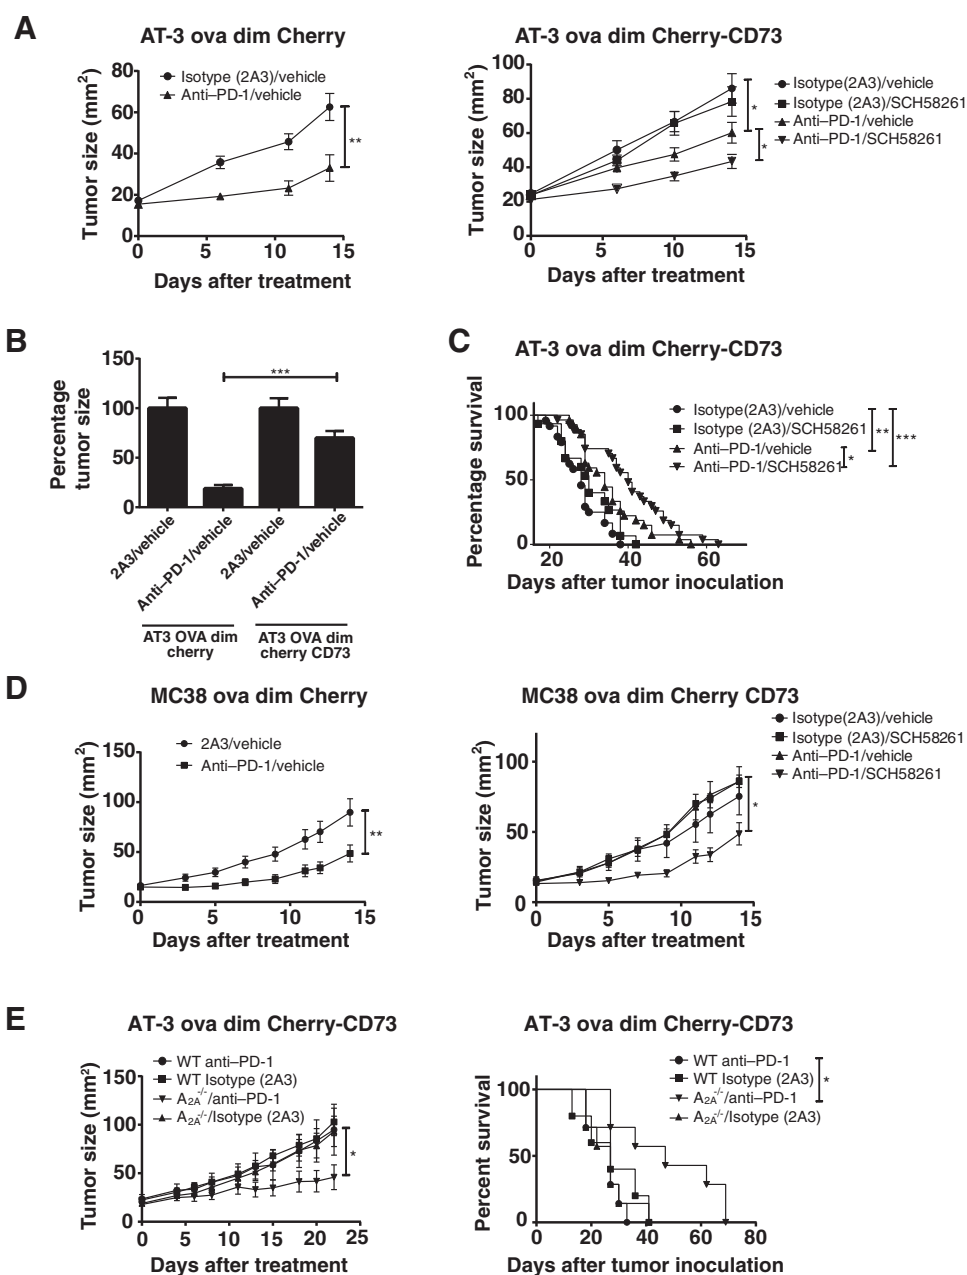 A
AT-3 ova dim Cherry
Tumor size (mm2)
80
60
40
20
0
Isotype (2A3)/vehicle
Anti–PD-1/vehicle
**
0 5 10 15
Days after treatment
AT-3 ova dim Cherry-CD73
Tumor size (mm2)
100
80
60
40
20
0
Isotype(2A3)/vehicle
Isotype (2A3)/SCH58261
Anti–PD-1/vehicle
Anti–PD-1/SCH58261
*
*
0 5 10 15
Days after treatment
B
Percentage
tumor size
150
100
50
0
***
2A3/vehicle
Anti–PD-1/vehicle
2A3/vehicle
Anti–PD-1/vehicle
AT3 OVA dim
cherry
AT3 OVA dim
cherry CD73
C
AT-3 ova dim Cherry-CD73
Percentage survival
100
50
0
Isotype(2A3)/vehicle
Isotype (2A3)/SCH58261
Anti–PD-1/vehicle
Anti–PD-1/SCH58261
*
**
***
20 40 60
Days after tumor inoculation
D
MC38 ova dim Cherry
Tumor size (mm2)
150
100
50
0
2A3/vehicle
Anti–PD-1/vehicle
**
0 5 10 15
Days after treatment
MC38 ova dim Cherry CD73
Tumor size (mm2)
100
50
0
Isotype(2A3)/vehicle
Isotype (2A3)/SCH58261
Anti–PD-1/vehicle
Anti–PD-1/SCH58261
*
0 5 10 15
Days after treatment
E
AT-3 ova dim Cherry-CD73
Tumor size (mm2)
150
100
50
0
WT anti–PD-1
WT Isotype (2A3)
A2A-/-/anti–PD-1
A2A-/-/Isotype (2A3)
*
0 5 10 15 20 25
Days after treatment
AT-3 ova dim Cherry-CD73
Percent survival
100
50
0
WT anti–PD-1
WT Isotype (2A3)
A2A-/-/anti–PD-1
A2A-/-/Isotype (2A3)
*
0 20 40 60 80
Days after tumor inoculation